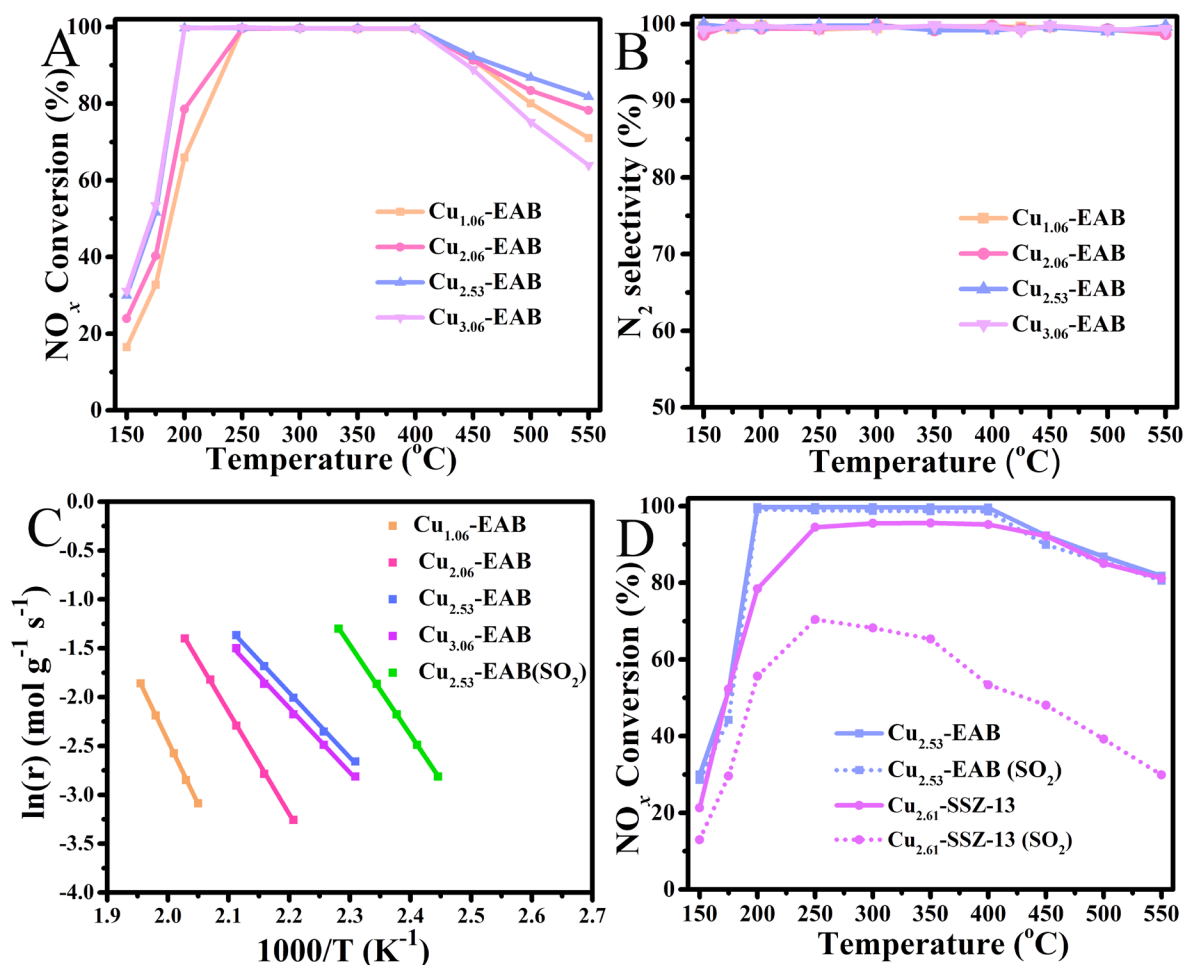 A
NOx Conversion (%)
100
80
60
40
20
0
Cu1.06-EAB
Cu2.06-EAB
Cu2.53-EAB
Cu3.06-EAB
150 200 250 300 350 400 450 500 550
Temperature (oC)
B
N2 selectivity (%)
100
90
80
70
60
50
Cu1.06-EAB
Cu2.06-EAB
Cu2.53-EAB
Cu3.06-EAB
150 200 250 300 350 400 450 500 550
Temperature (oC)
C
ln(r) (mol g-1 s-1)
0.0
-0.5
-1.0
-1.5
-2.0
-2.5
-3.0
-3.5
-4.0
Cu1.06-EAB
Cu2.06-EAB
Cu2.53-EAB
Cu3.06-EAB
Cu2.53-EAB(SO2)
1.9 2.0 2.1 2.2 2.3 2.4 2.5 2.6 2.7
1000/T (K-1)
D
NOx Conversion (%)
100
80
60
40
20
0
Cu2.53-EAB
Cu2.53-EAB (SO2)
Cu2.61-SSZ-13
Cu2.61-SSZ-13 (SO2)
150 200 250 300 350 400 450 500 550
Temperature (oC)